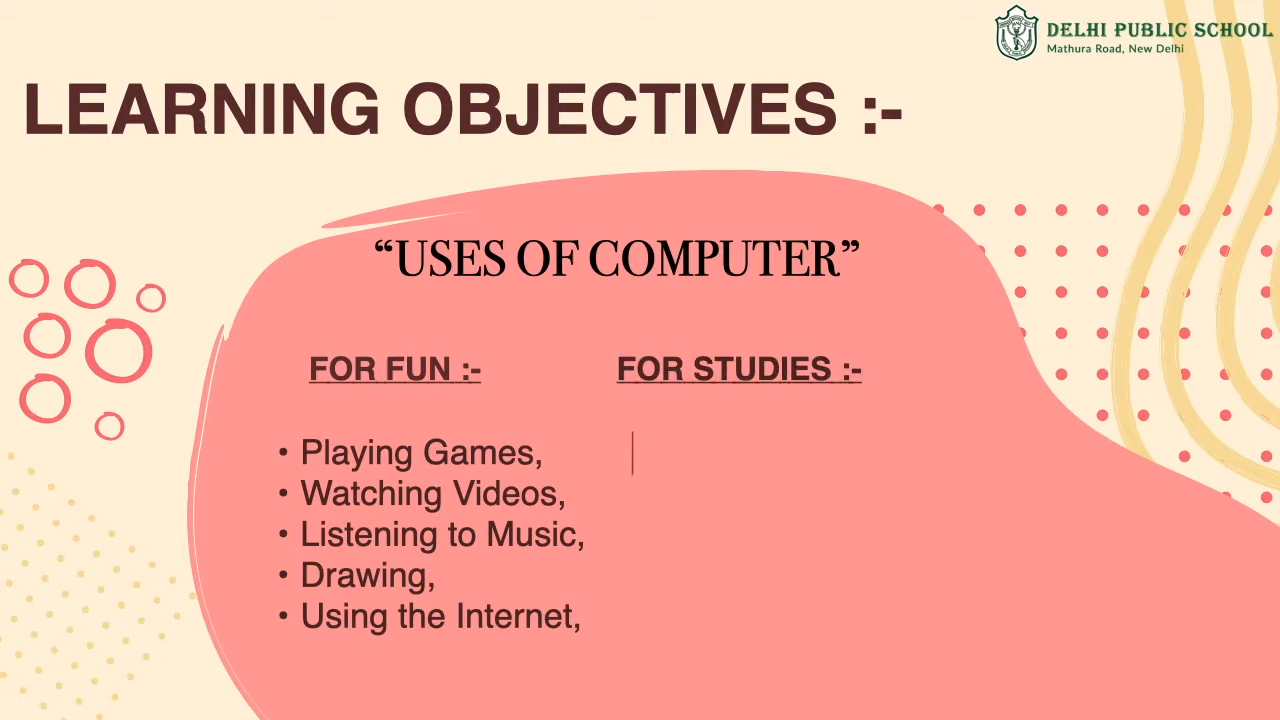 DELHI PUBLIC SCHOOL
Mathura Road, New Delhi
LEARNING OBJECTIVES :-
“USES OF COMPUTER”
FOR FUN :-
• Playing Games,
• Watching Videos,
• Listening to Music,
• Drawing,
• Using the Internet,
FOR STUDIES :-